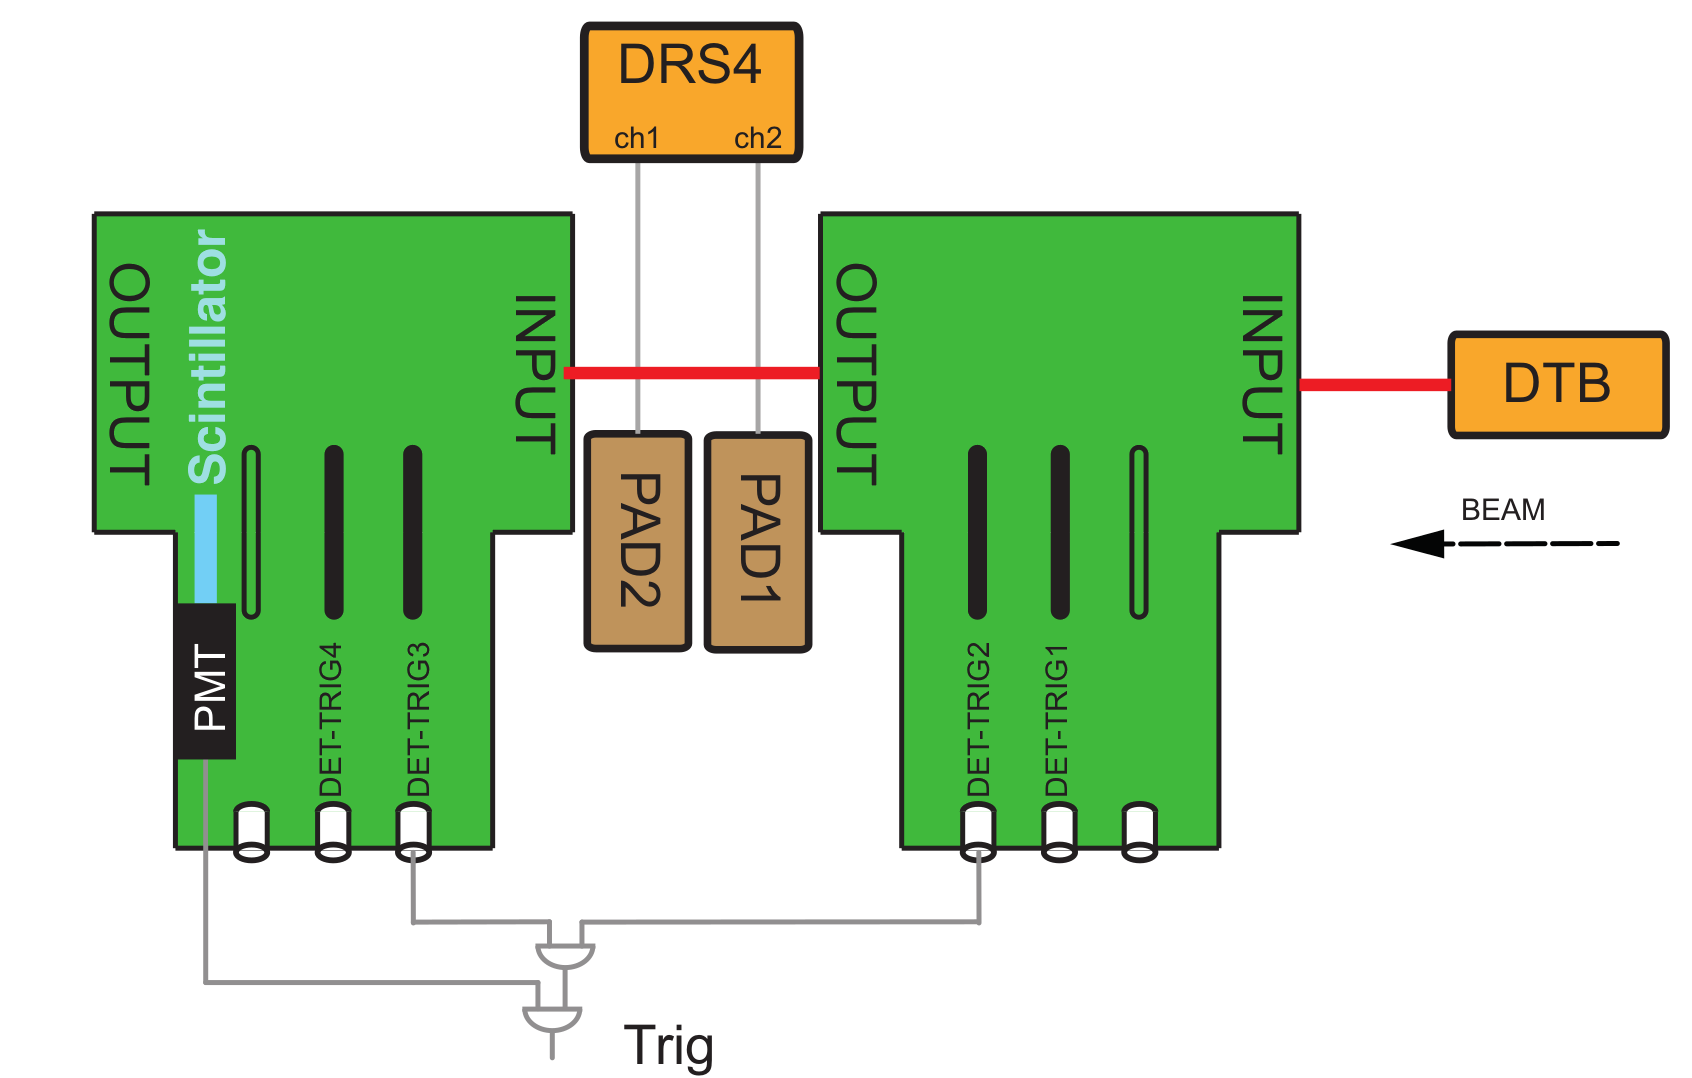 DRS4
ch1 ch2
OUTPUT
Scintillator
INPUT
OUTPUT
INPUT
DTB
BEAM
PAD2
PAD1
PMT
DET-TRIG4
DET-TRIG3
DET-TRIG2
DET-TRIG1
Trig